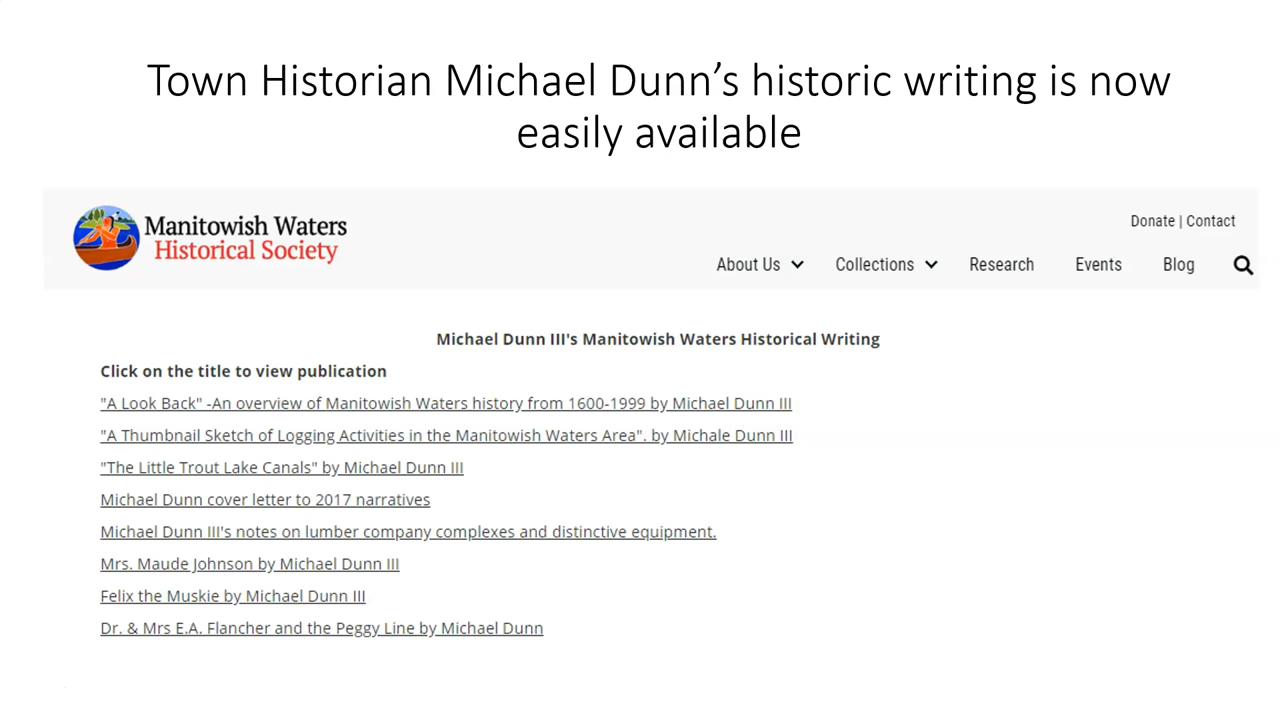 Town Historian Michael Dunn’s historic writing is now
easily available
Manitowish Waters
Historical Society
Donate | Contact
About Us
Collections
Research
Events
Blog
Michael Dunn III's Manitowish Waters Historical Writing
Click on the title to view publication
"A Look Back" -An overview of Manitowish Waters history from 1600-1999 by Michael Dunn III
"A Thumbnail Sketch of Logging Activities in the Manitowish Waters Area". by Michale Dunn III
"The Little Trout Lake Canals" by Michael Dunn III
Michael Dunn cover letter to 2017 narratives
Michael Dunn III's notes on lumber company complexes and distinctive equipment.
Mrs. Maude Johnson by Michael Dunn III
Felix the Muskie by Michael Dunn III
Dr. & Mrs E.A. Flancher and the Peggy Line by Michael Dunn